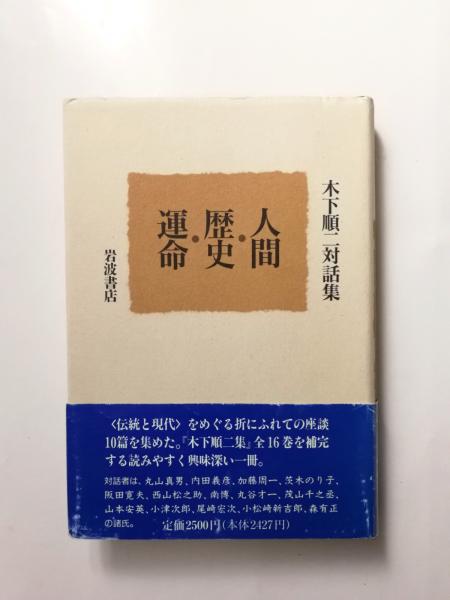 木下順二対話集
人間・
歴史・
運命
岩波書店
〈伝統と現代〉をめぐる折にふれての座談
10篇を集めた。『木下順二集』全16巻を補完
する読みやすく興味深い一冊。
対話者は、丸山真男、内田義彦、加藤周一、茨木のり子、
阪田寛夫、西山松之助、南博、丸谷才一、茂山千之丞、
山本安英、小津次郎、尾崎宏次、小松崎新吉郎、森有正
の諸氏。
定価2500円(本体2427円)